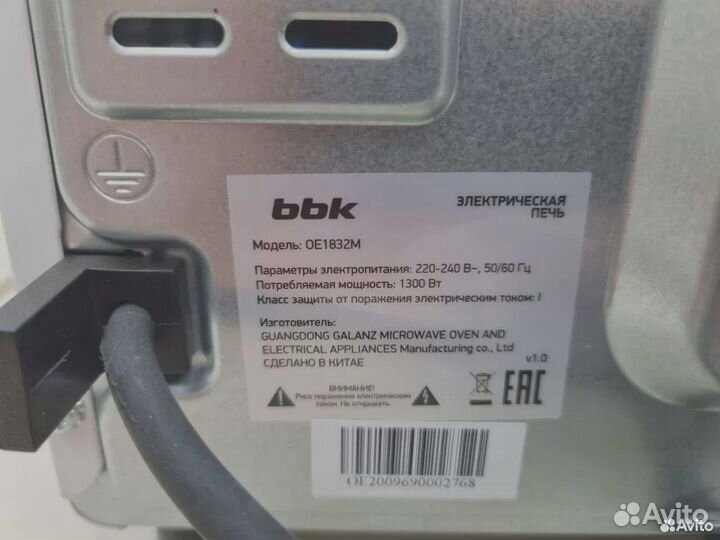 bbk
ЭЛЕКТРИЧЕСКАЯ
ПЕЧЬ
Модель: OE1832M
Параметры электропитания: 220-240 В~, 50/60 Гц
Потребляемая мощность: 1300 Вт
Класс защиты от поражения электрическим током: I
Изготовитель:
GUANGDONG GALANZ MICROWAVE OVEN AND
ELECTRICAL APPLIANCES Manufacturing co., Ltd
СДЕЛАНО В КИТАЕ
v1.0
ВНИМАНИЕ!
Риск поражения электрическим
током. Не открывать.
EAC
OE2009690002768
Avito
Avito